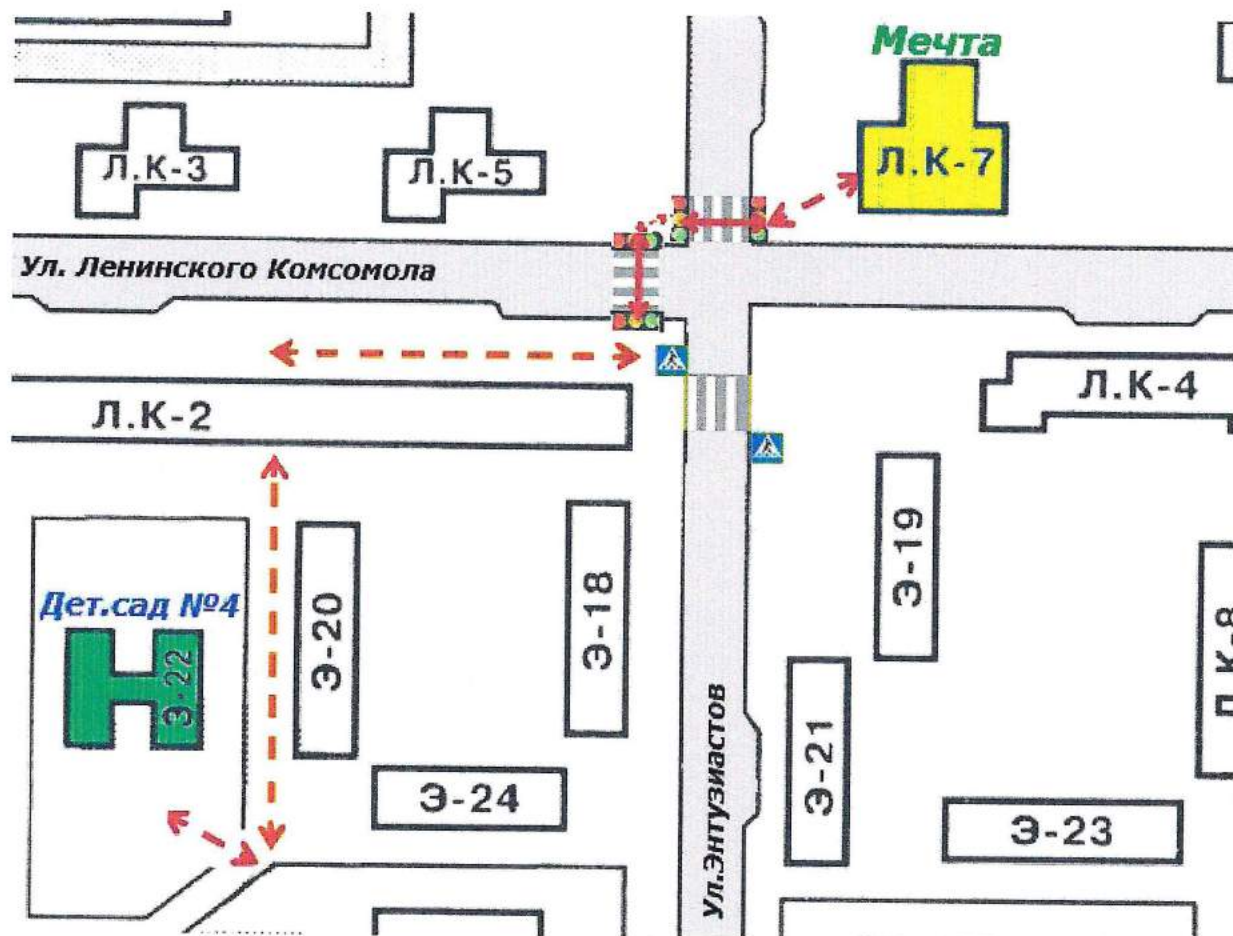 Мечта
Л.К-3
Л.К-5
Л.К-7
Ул. Ленинского Комсомола
Л.К-2
Л.К-4
Э-19
Дет.сад №4
Э-22
Э-20
Э-18
Л.К-8
Э-21
Ул.Энтузиастов
Э-24
Э-23